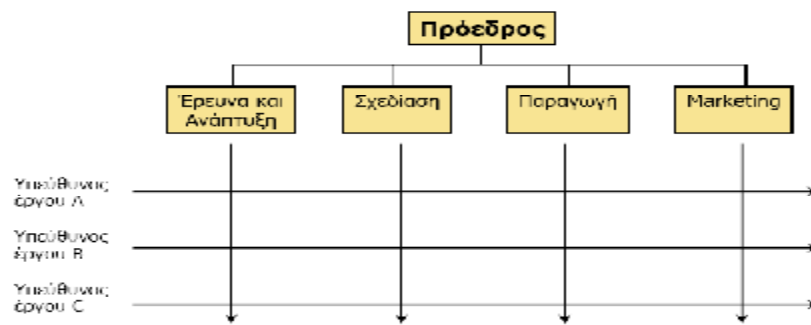 Πρόεδρος
Έρευνα και
Ανάπτυξη
Σχεδίαση
Παραγωγή
Marketing
Υπεύθυνος
έργου A
Υπεύθυνος
έργου B
Υπεύθυνος
έργου C